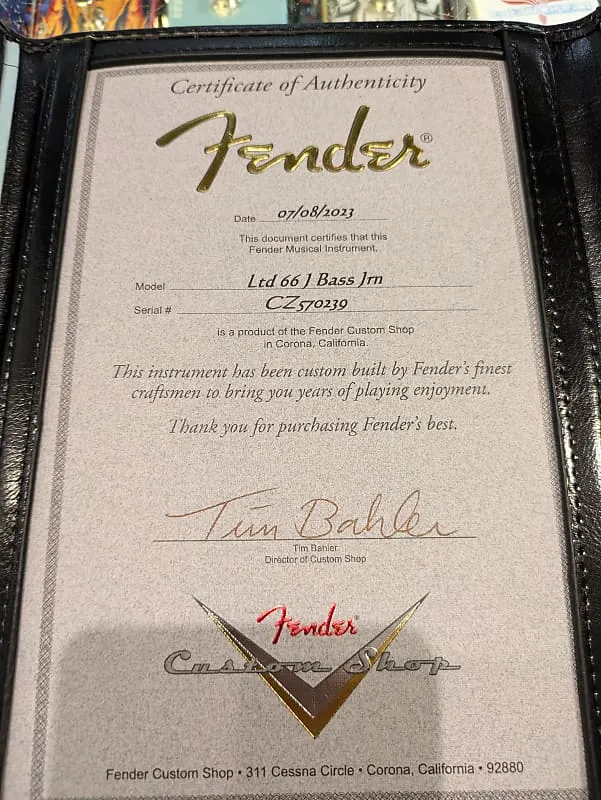 Certificate of Authenticity
Fender®
Date 07/08/2023
This document certifies that this
Fender Musical Instrument.
Model Ltd 66 J Bass Jrn
Serial # CZ570239
is a product of the Fender Custom Shop
in Corona, California.
This instrument has been custom built by Fender's finest
craftsmen to bring you years of playing enjoyment.
Thank you for purchasing Fender's best.
Tim Bahler
Tim Bahler
Director of Custom Shop
Fender
Custom Shop
Fender Custom Shop • 311 Cessna Circle • Corona, California • 92880